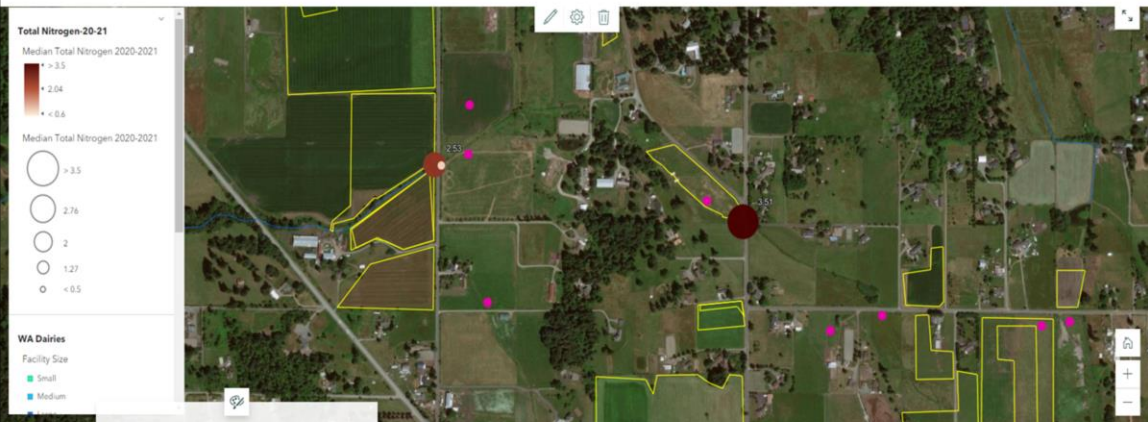 Total Nitrogen-20-21
Median Total Nitrogen 2020-2021
> 3.5
2.04
< 0.6
Median Total Nitrogen 2020-2021
> 3.5
2.76
2
1.27
< 0.5
WA Dairies
Facility Size
Small
Medium
2.53
3.51